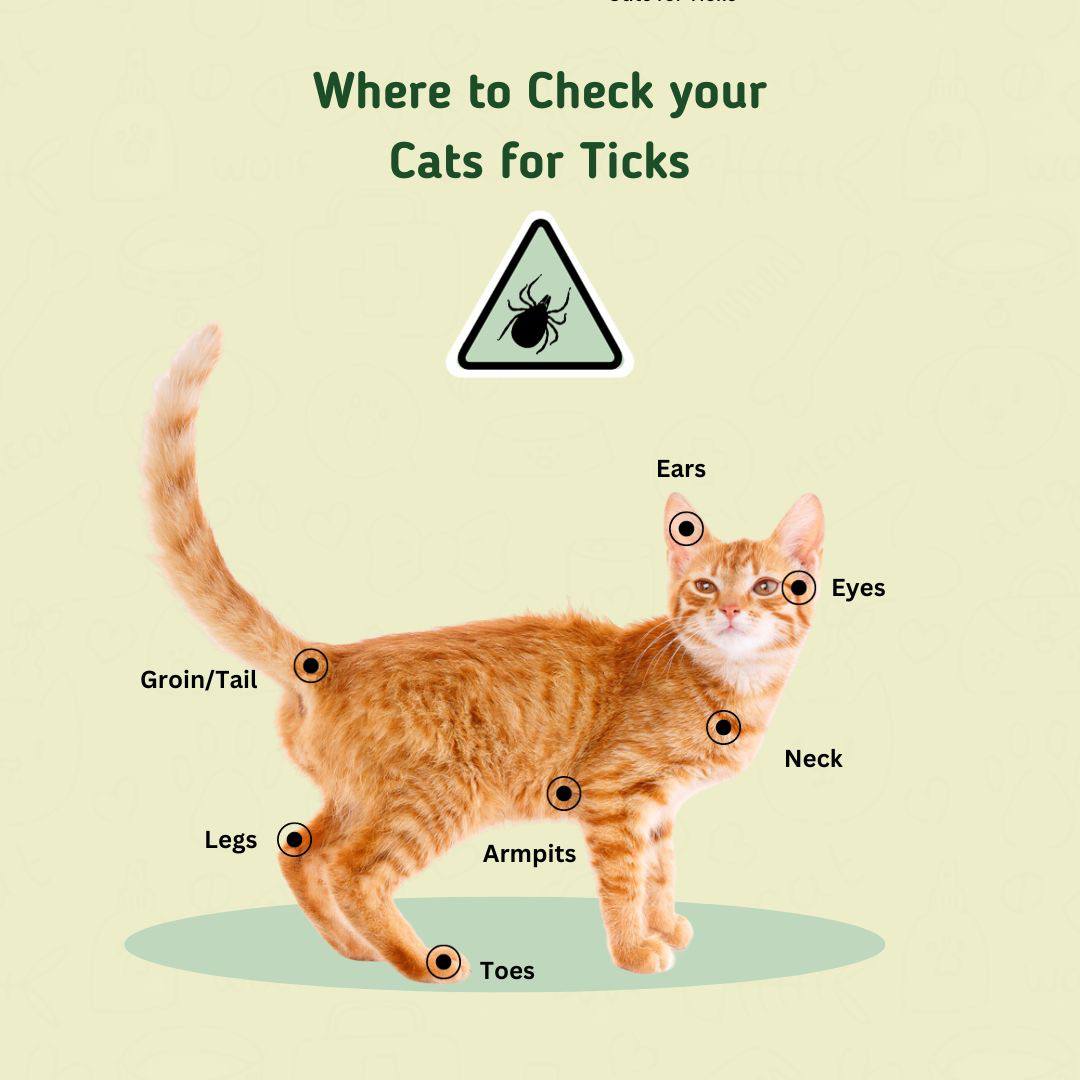 Where to Check your
Cats for Ticks
Ears
Eyes
Groin/Tail
Neck
Legs
Armpits
Toes